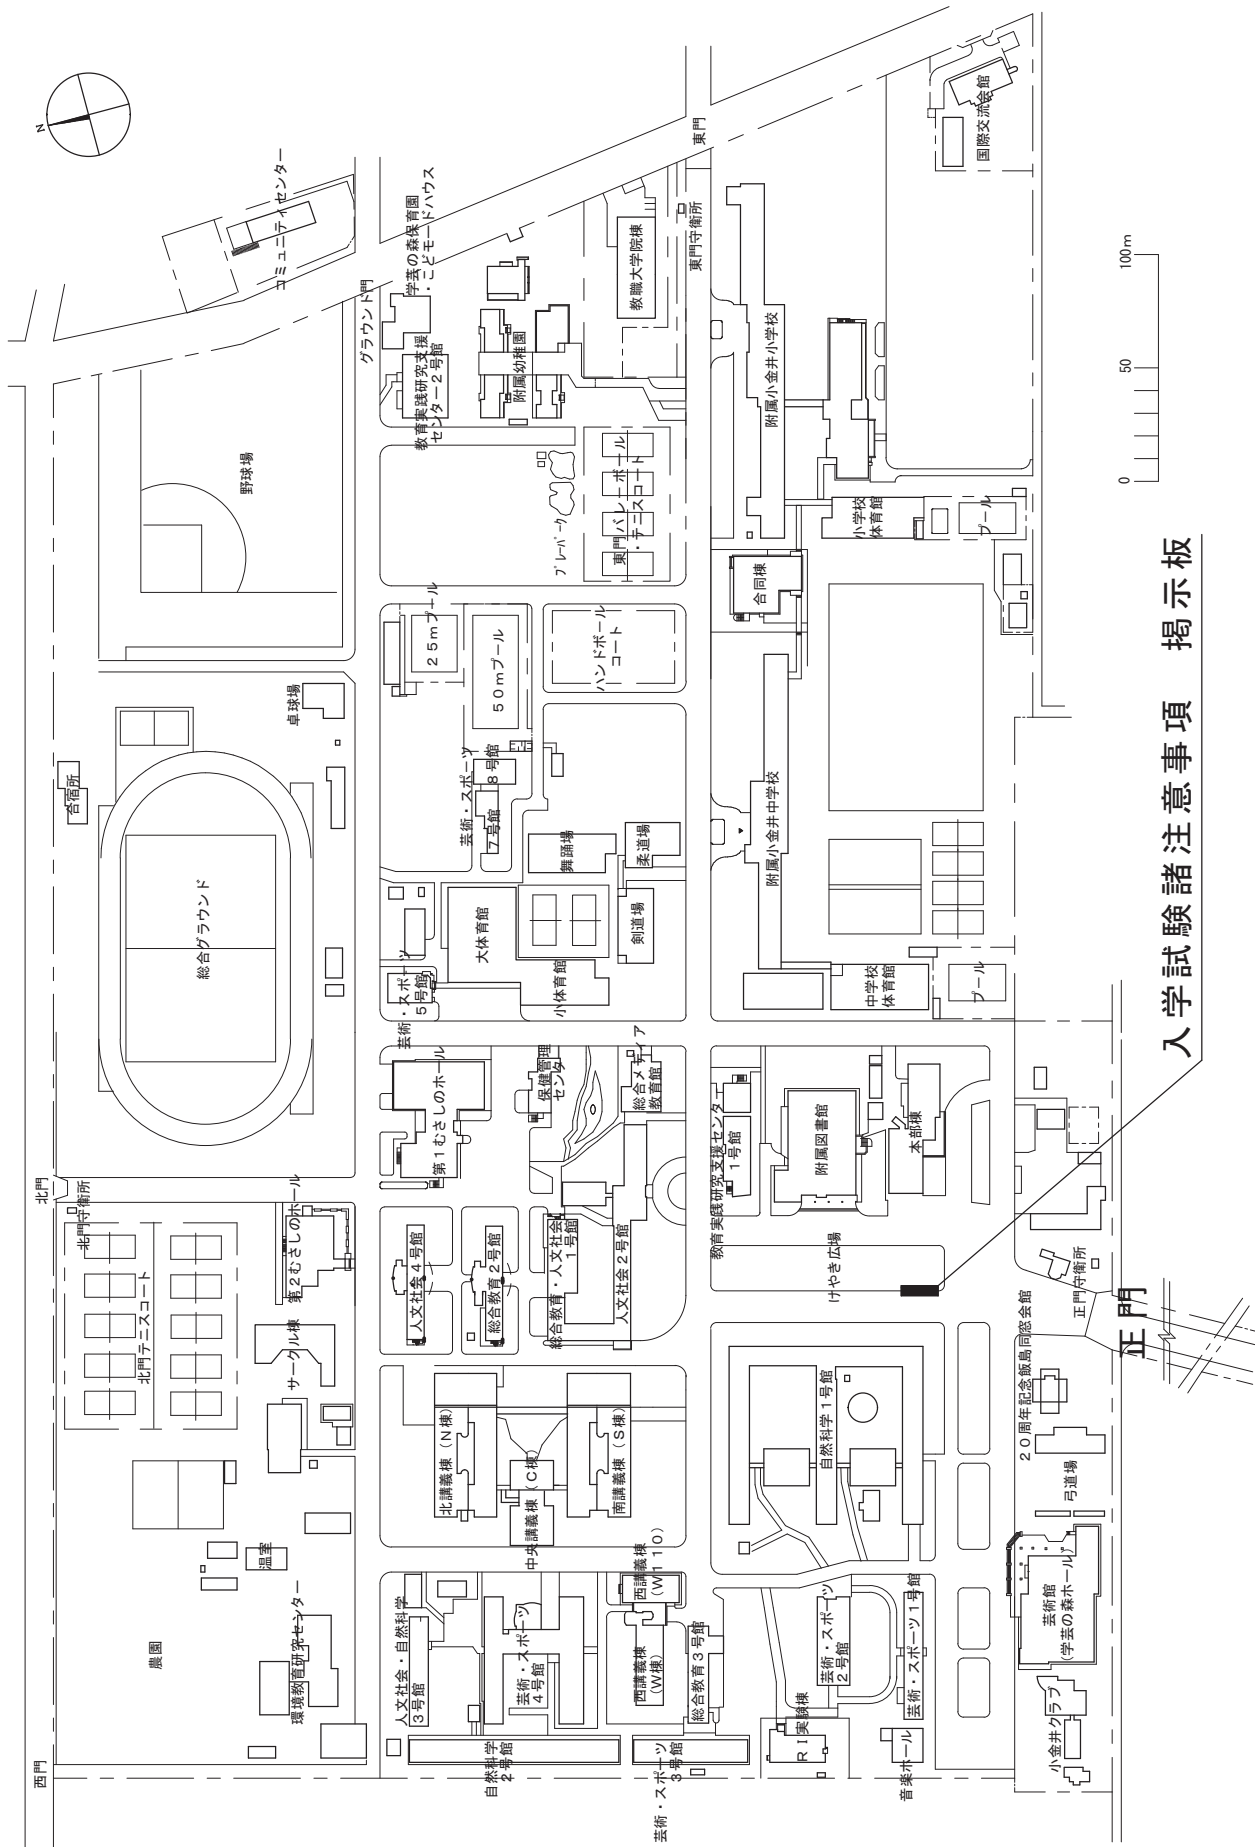 N
コミュニティセンター
グラウンド門
学芸の森保育園
・こどモードハウス
教育実践研究支援
センター2号館
附属幼稚園
野球場
教職大学院棟
東門
東門守衛所
国際交流会館
プレーパーク
東門バレーボール
・テニスコート
附属小金井小学校
小学校
体育館
プール
合同棟
25mプール
50mプール
ハンドボール
コート
卓球場
合宿所
総合グラウンド
芸術・スポーツ
7号館
8号館
舞踊場
柔道場
剣道場
大体育館
小体育館
芸術・スポーツ
5号館
附属小金井中学校
中学校
体育館
プール
第1むさしのホール
保健管理
センター
総合メディア
教育館
教育実践研究支援センター
1号館
附属図書館
本部棟
けやき広場
北門
北門守衛所
北門テニスコート
第2むさしのホール
サークル棟
人文社会4号館
総合教育2号館
総合教育・人文社会
1号館
人文社会2号館
正門守衛所
正門
20周年記念飯島同窓会館
弓道場
自然科学1号館
北講義棟(N棟)
中央講義棟(C棟)
南講義棟(S棟)
西講義棟
(W110)
西講義棟
(W棟)
総合教育3号館
温室
環境教育研究センター
農園
西門
人文社会・自然科学
3号館
芸術・スポーツ
4号館
自然科学
2号館
芸術・スポーツ
3号館
RI実験棟
芸術・スポーツ
2号館
芸術・スポーツ1号館
音楽ホール
芸術館
(学芸の森ホール)
小金井クラブ
0 50 100m
入学試験諸注意事項 掲示板